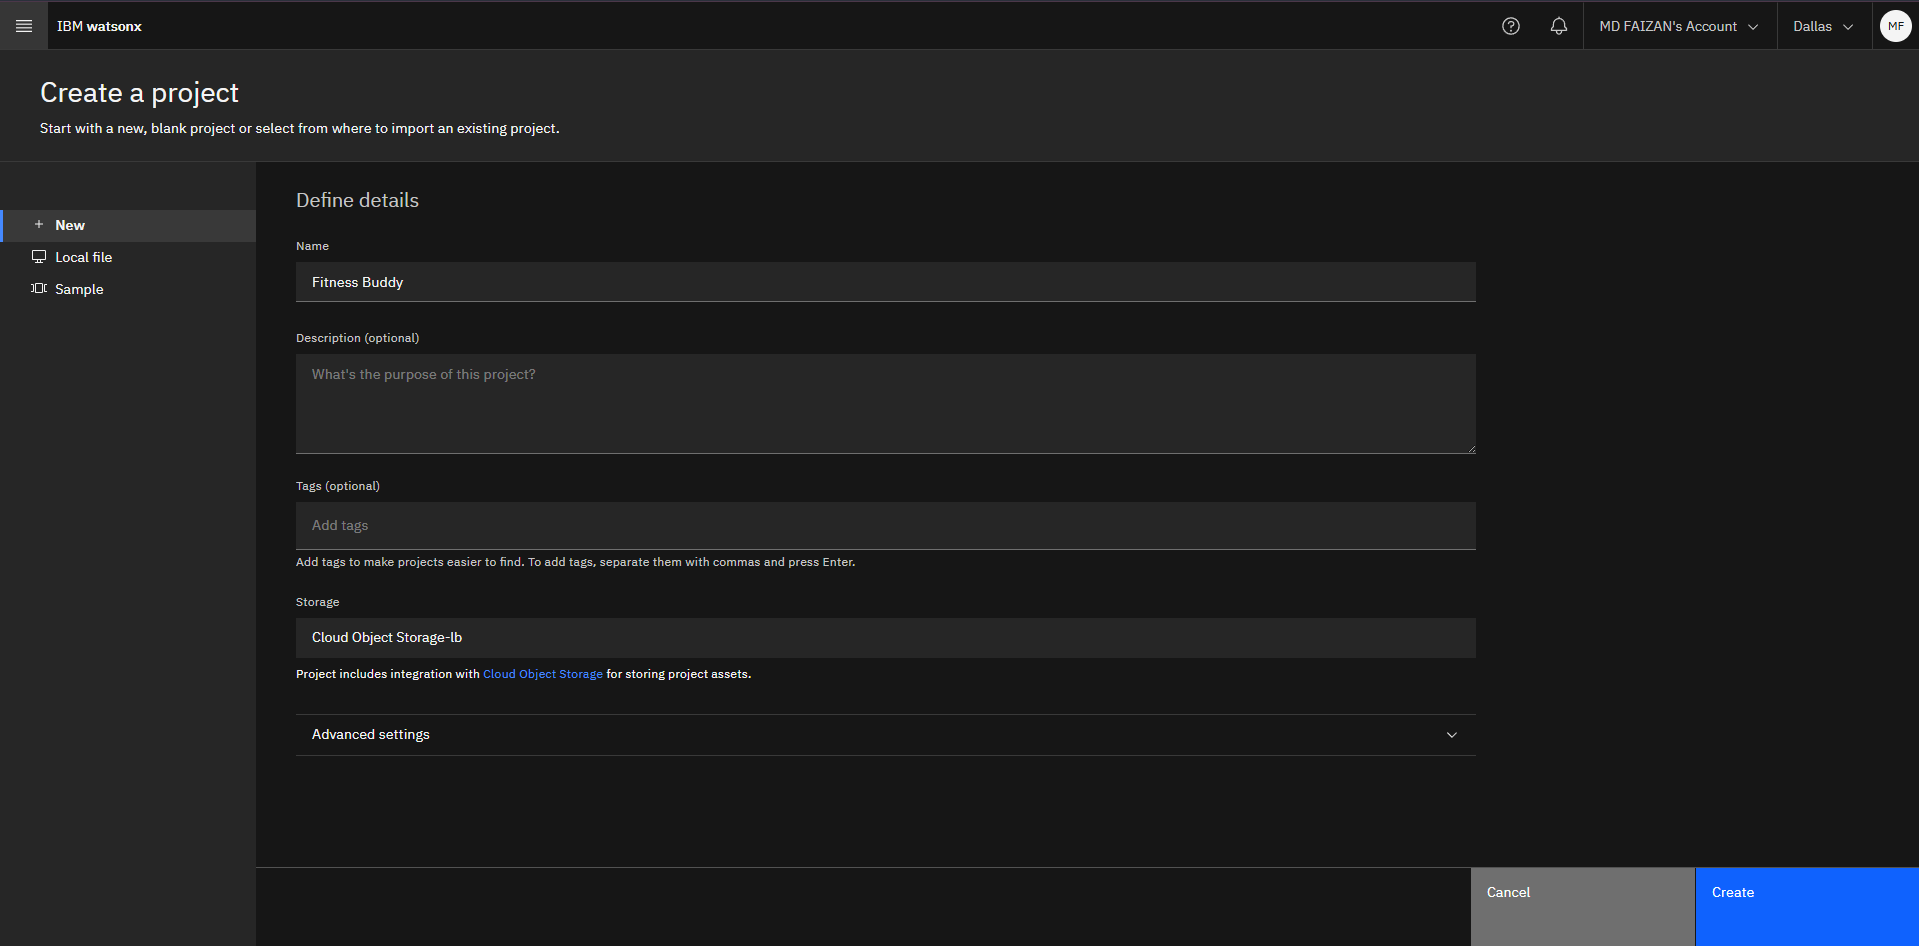 IBM watsonx
MD FAIZAN's Account
Dallas
MF
Create a project
Start with a new, blank project or select from where to import an existing project.
New
Local file
Sample
Define details
Name
Fitness Buddy
Description (optional)
What's the purpose of this project?
Tags (optional)
Add tags
Add tags to make projects easier to find. To add tags, separate them with commas and press Enter.
Storage
Cloud Object Storage-lb
Project includes integration with Cloud Object Storage for storing project assets.
Advanced settings
Cancel
Create